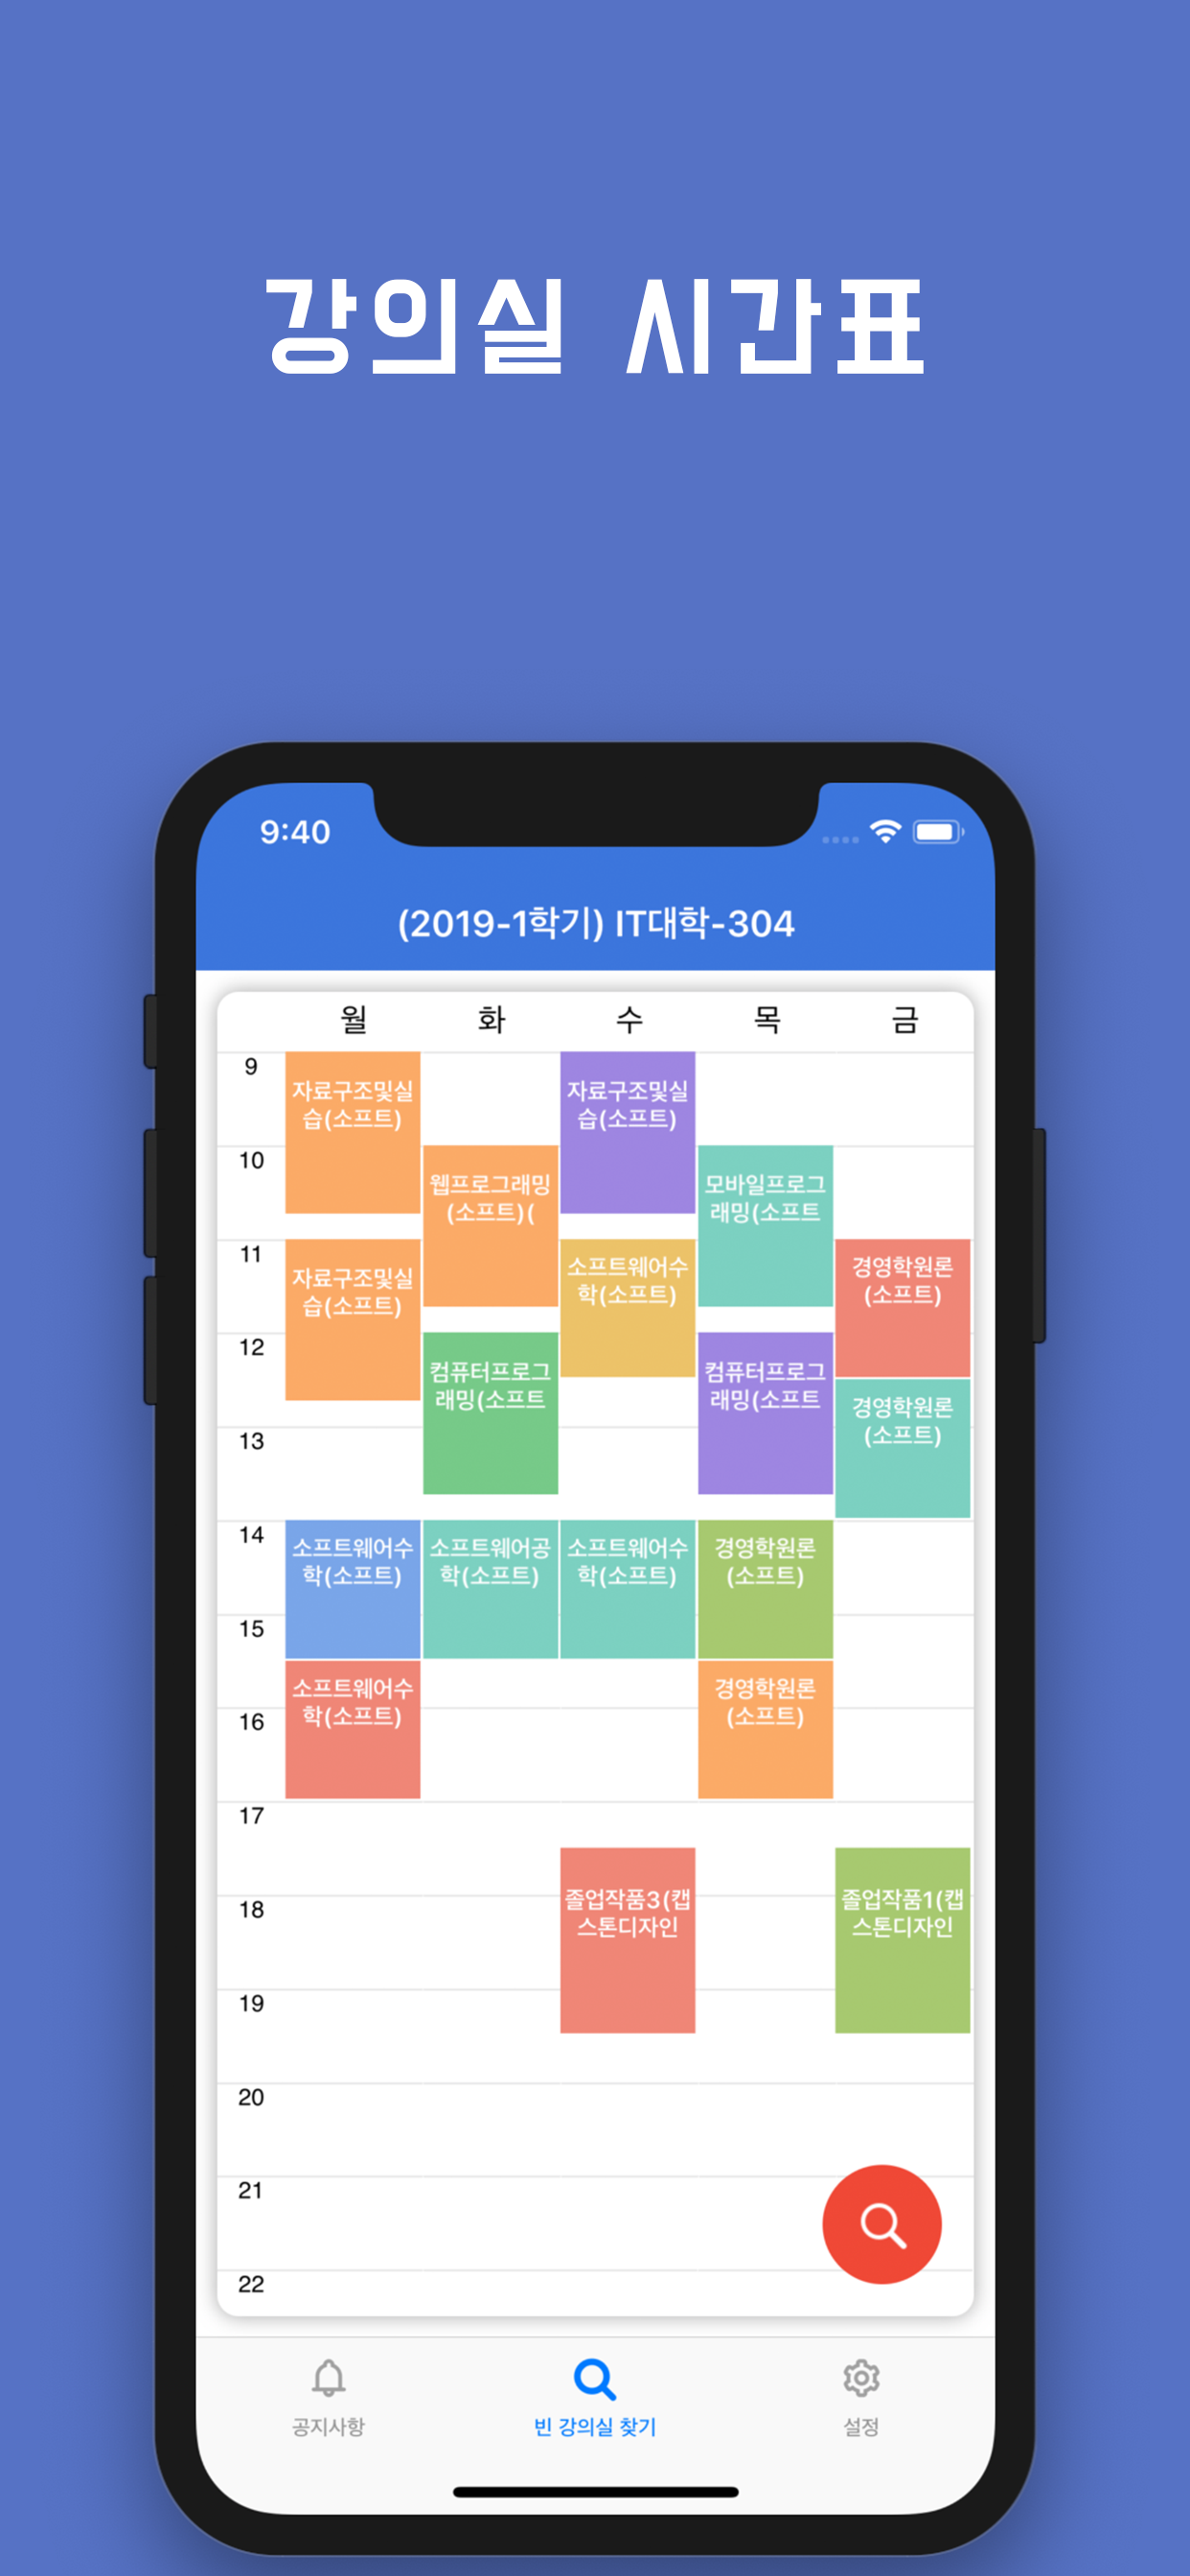 강의실 시간표
9:40
(2019-1학기) IT대학-304
월 화 수 목 금
9
자료구조및실
습(소프트)
자료구조및실
습(소프트)
10
웹프로그래밍
(소프트)(
모바일프로그
래밍(소프트
11
자료구조및실
습(소프트)
소프트웨어수
학(소프트)
경영학원론
(소프트)
12
컴퓨터프로그
래밍(소프트
컴퓨터프로그
래밍(소프트
경영학원론
(소프트)
13
14
소프트웨어수
학(소프트)
소프트웨어공
학(소프트)
소프트웨어수
학(소프트)
경영학원론
(소프트)
15
소프트웨어수
학(소프트)
경영학원론
(소프트)
16
17
졸업작품3(캡
스톤디자인
졸업작품1(캡
스톤디자인
18
19
20
21
22
공지사항
빈 강의실 찾기
설정